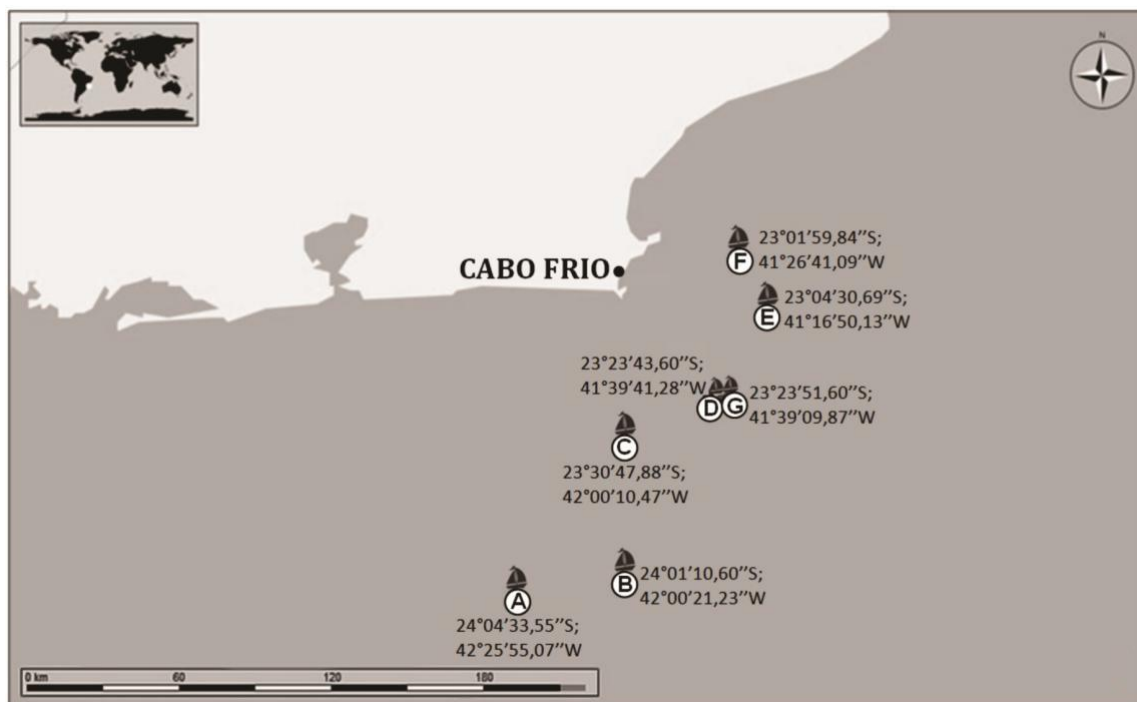 N
CABO FRIO
23°01’59,84’’S;
41°26’41,09’’W
F
23°04’30,69’’S;
41°16’50,13’’W
E
23°23’43,60’’S;
41°39’41,28’’W
D
G
23°23’51,60’’S;
41°39’09,87’’W
C
23°30’47,88’’S;
42°00’10,47’’W
B
24°01’10,60’’S;
42°00’21,23’’W
A
24°04’33,55’’S;
42°25’55,07’’W
0 km 60 120 180